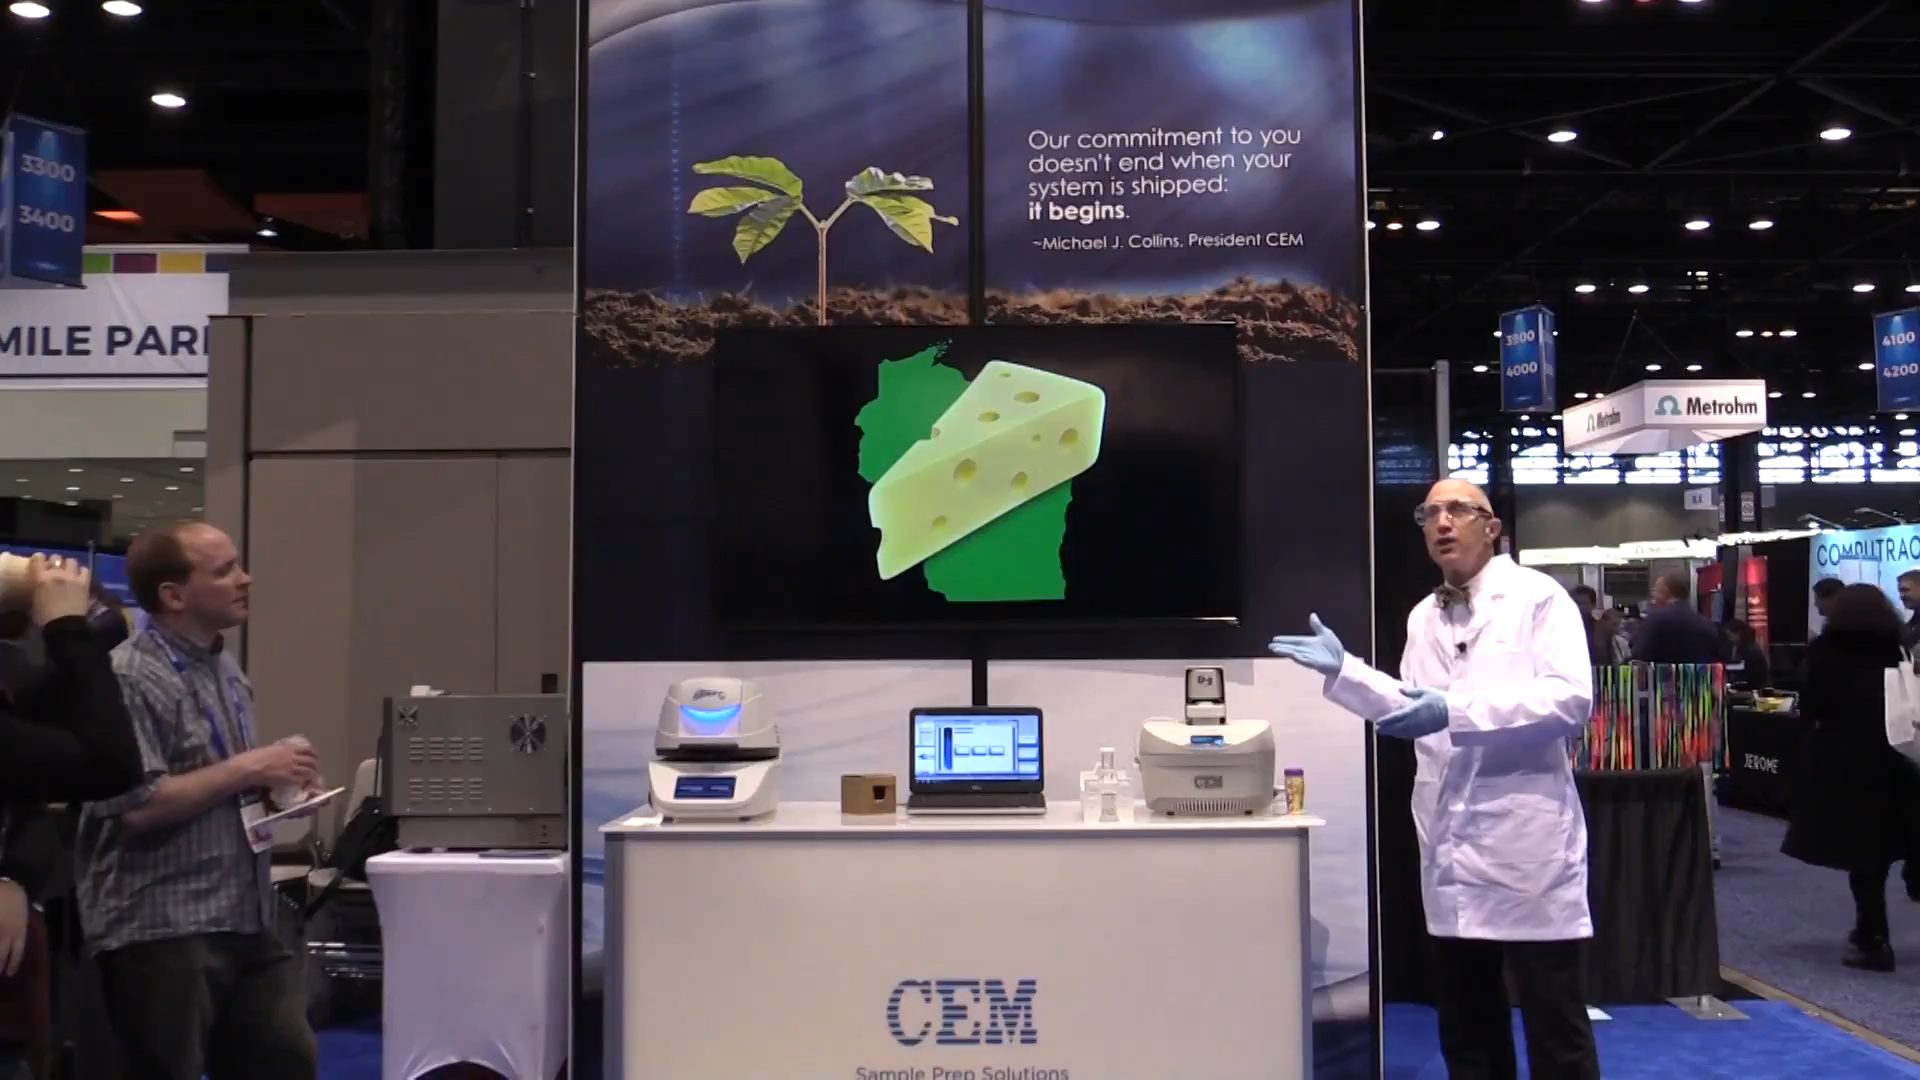 3300
3400
MILE PAR
Our commitment to you
doesn't end when your
system is shipped:
it begins.
~Michael J. Collins, President CEM
3900
4000
4100
4200
Metrohm
Metrohm
COMPUTRAC
JEROME
CEM
CEM
Sample Prep Solutions